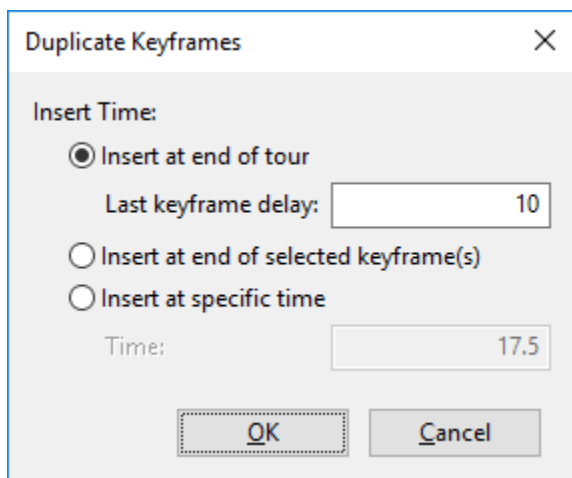 Duplicate Keyframes
Insert Time:
Insert at end of tour
Last keyframe delay: 10
Insert at end of selected keyframe(s)
Insert at specific time
Time: 17.5
OK Cancel